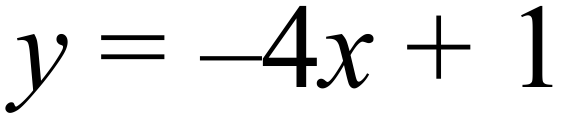 y = –4x + 1